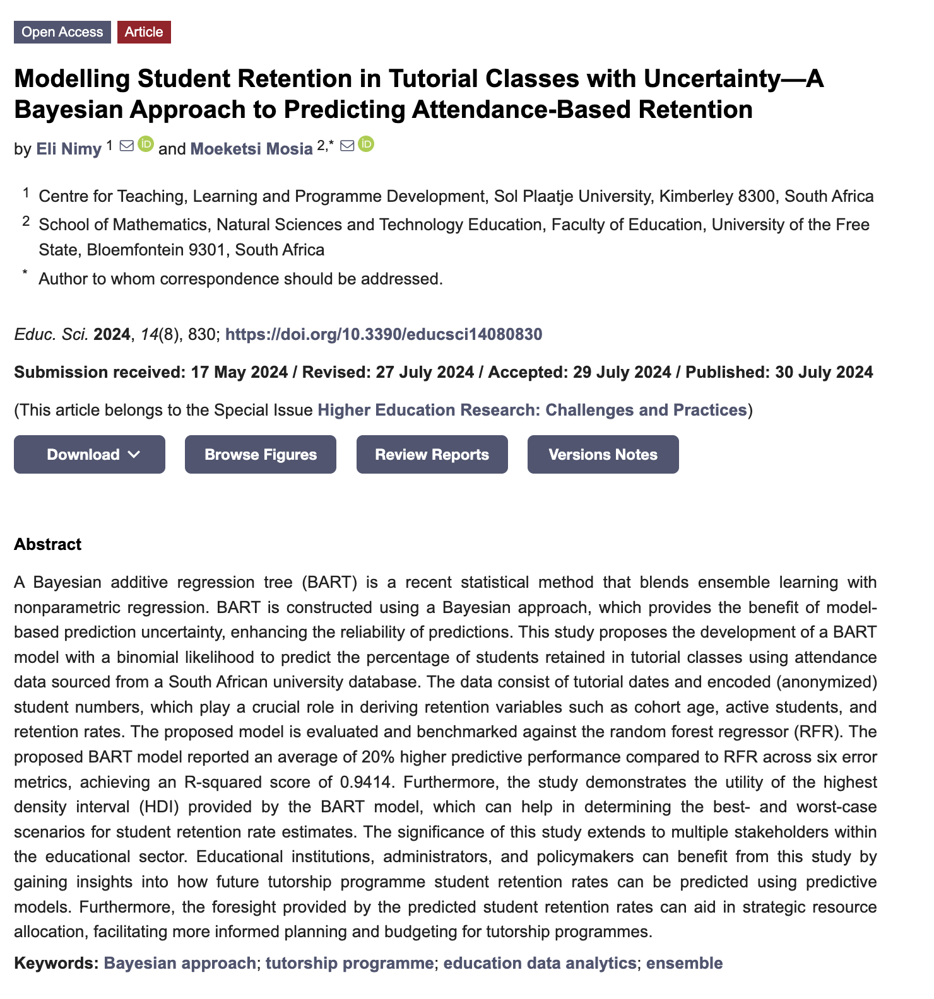 Open Access Article
Modelling Student Retention in Tutorial Classes with Uncertainty—A
Bayesian Approach to Predicting Attendance-Based Retention
by Eli Nimy 1 iD and Moeketsi Mosia 2,* iD
1 Centre for Teaching, Learning and Programme Development, Sol Plaatje University, Kimberley 8300, South Africa
2 School of Mathematics, Natural Sciences and Technology Education, Faculty of Education, University of the Free
State, Bloemfontein 9301, South Africa
* Author to whom correspondence should be addressed.
Educ. Sci. 2024, 14(8), 830; https://doi.org/10.3390/educsci14080830
Submission received: 17 May 2024 / Revised: 27 July 2024 / Accepted: 29 July 2024 / Published: 30 July 2024
(This article belongs to the Special Issue Higher Education Research: Challenges and Practices)
Download Browse Figures Review Reports Versions Notes
Abstract
A Bayesian additive regression tree (BART) is a recent statistical method that blends ensemble learning with
nonparametric regression. BART is constructed using a Bayesian approach, which provides the benefit of model-
based prediction uncertainty, enhancing the reliability of predictions. This study proposes the development of a BART
model with a binomial likelihood to predict the percentage of students retained in tutorial classes using attendance
data sourced from a South African university database. The data consist of tutorial dates and encoded (anonymized)
student numbers, which play a crucial role in deriving retention variables such as cohort age, active students, and
retention rates. The proposed model is evaluated and benchmarked against the random forest regressor (RFR). The
proposed BART model reported an average of 20% higher predictive performance compared to RFR across six error
metrics, achieving an R-squared score of 0.9414. Furthermore, the study demonstrates the utility of the highest
density interval (HDI) provided by the BART model, which can help in determining the best- and worst-case
scenarios for student retention rate estimates. The significance of this study extends to multiple stakeholders within
the educational sector. Educational institutions, administrators, and policymakers can benefit from this study by
gaining insights into how future tutorship programme student retention rates can be predicted using predictive
models. Furthermore, the foresight provided by the predicted student retention rates can aid in strategic resource
allocation, facilitating more informed planning and budgeting for tutorship programmes.
Keywords: Bayesian approach; tutorship programme; education data analytics; ensemble